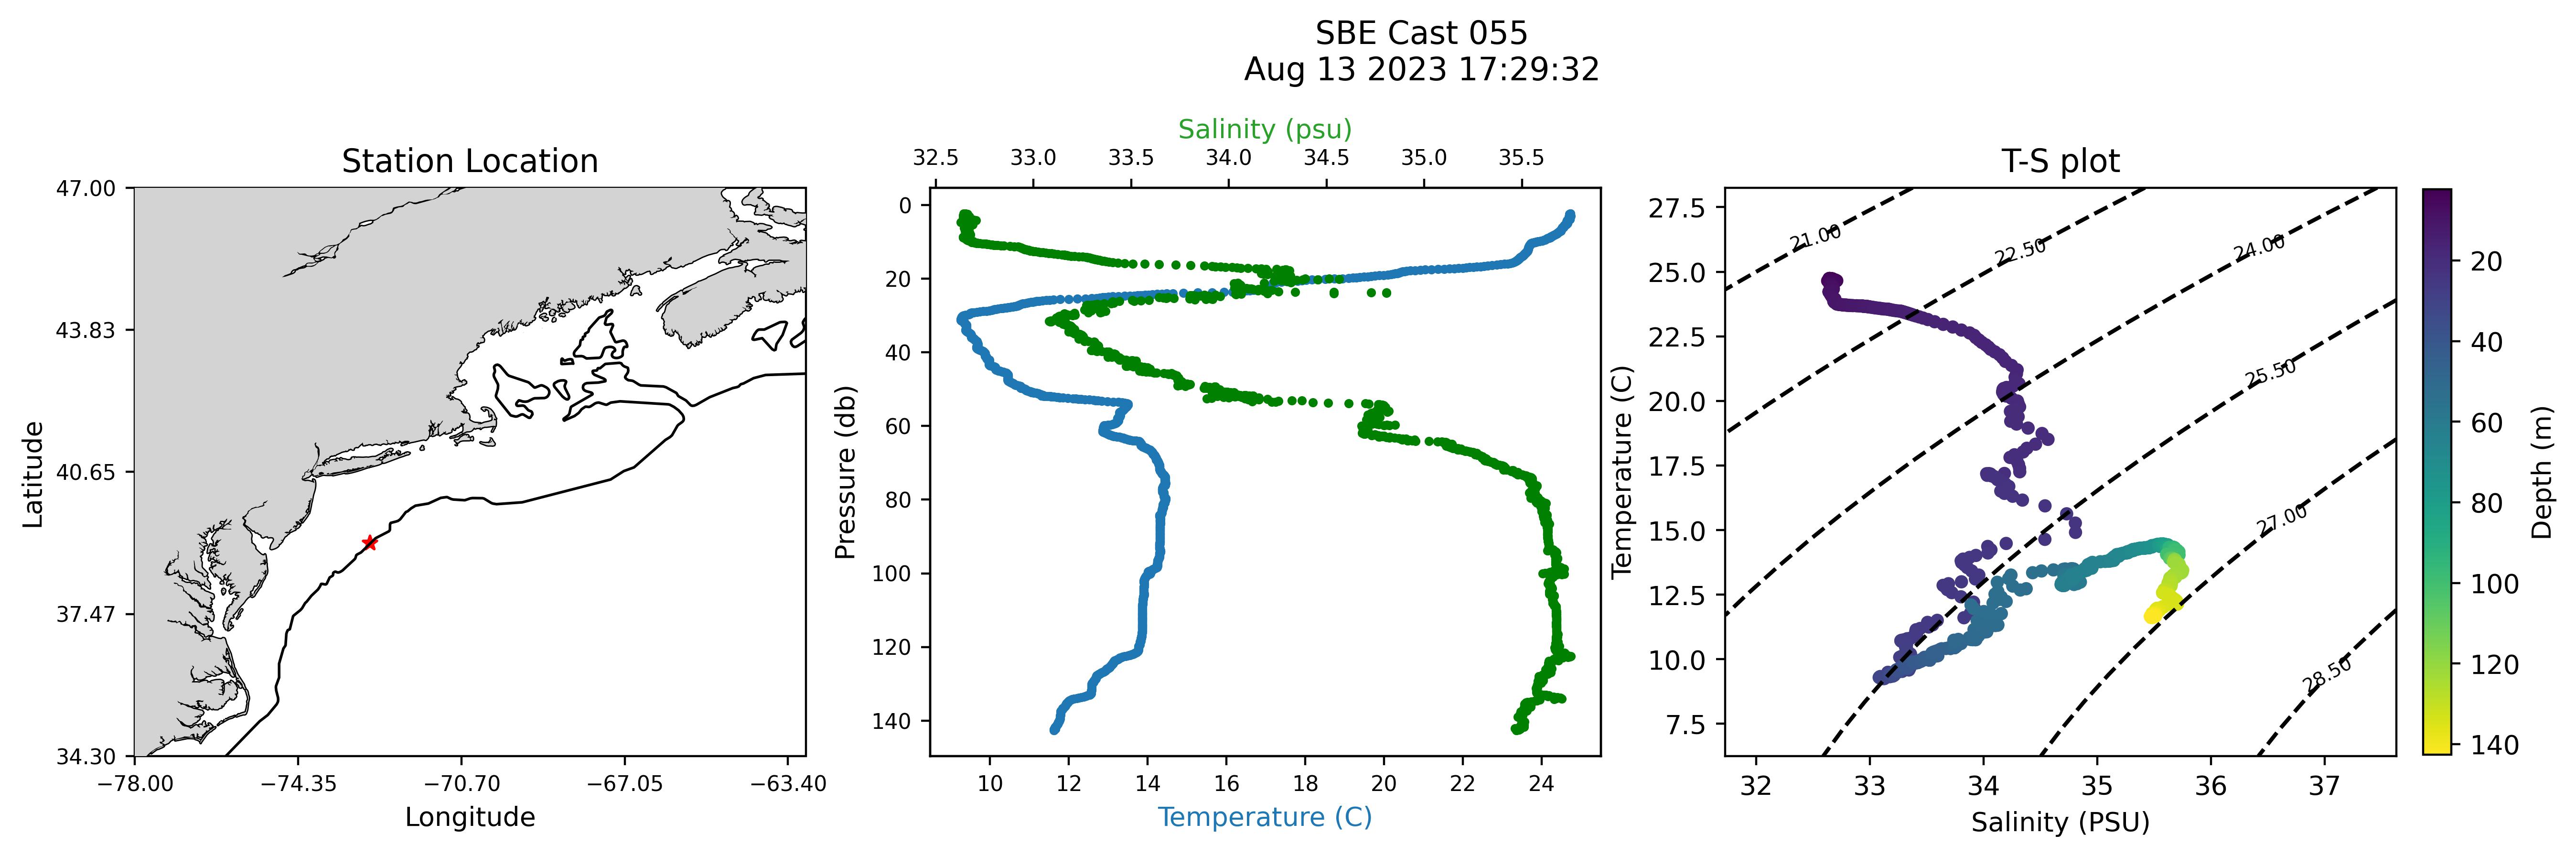 SBE Cast 055
Aug 13 2023 17:29:32
Station Location
47.00
43.83
40.65
37.47
34.30
Latitude
−78.00 −74.35 −70.70 −67.05 −63.40
Longitude
Salinity (psu)
32.5 33.0 33.5 34.0 34.5 35.0 35.5
0
20
40
60
80
100
120
140
Pressure (db)
10 12 14 16 18 20 22 24
Temperature (C)
T-S plot
27.5
25.0
22.5
20.0
17.5
15.0
12.5
10.0
7.5
Temperature (C)
21.00
22.50
24.00
25.50
27.00
28.50
32 33 34 35 36 37
Salinity (PSU)
20
40
60
80
100
120
140
Depth (m)